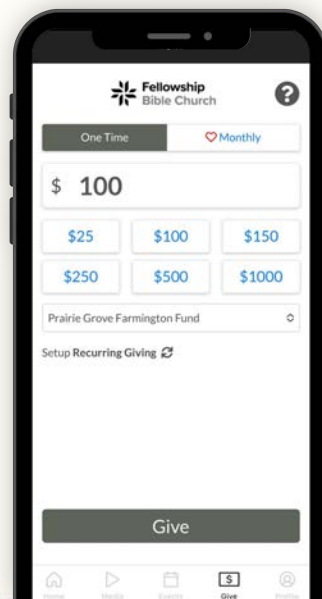 Fellowship
Bible Church
?
One Time
Monthly
$ 100
$25 $100 $150
$250 $500 $1000
Prairie Grove Farmington Fund
Setup Recurring Giving
Give
$
Home Media Events Give Profile